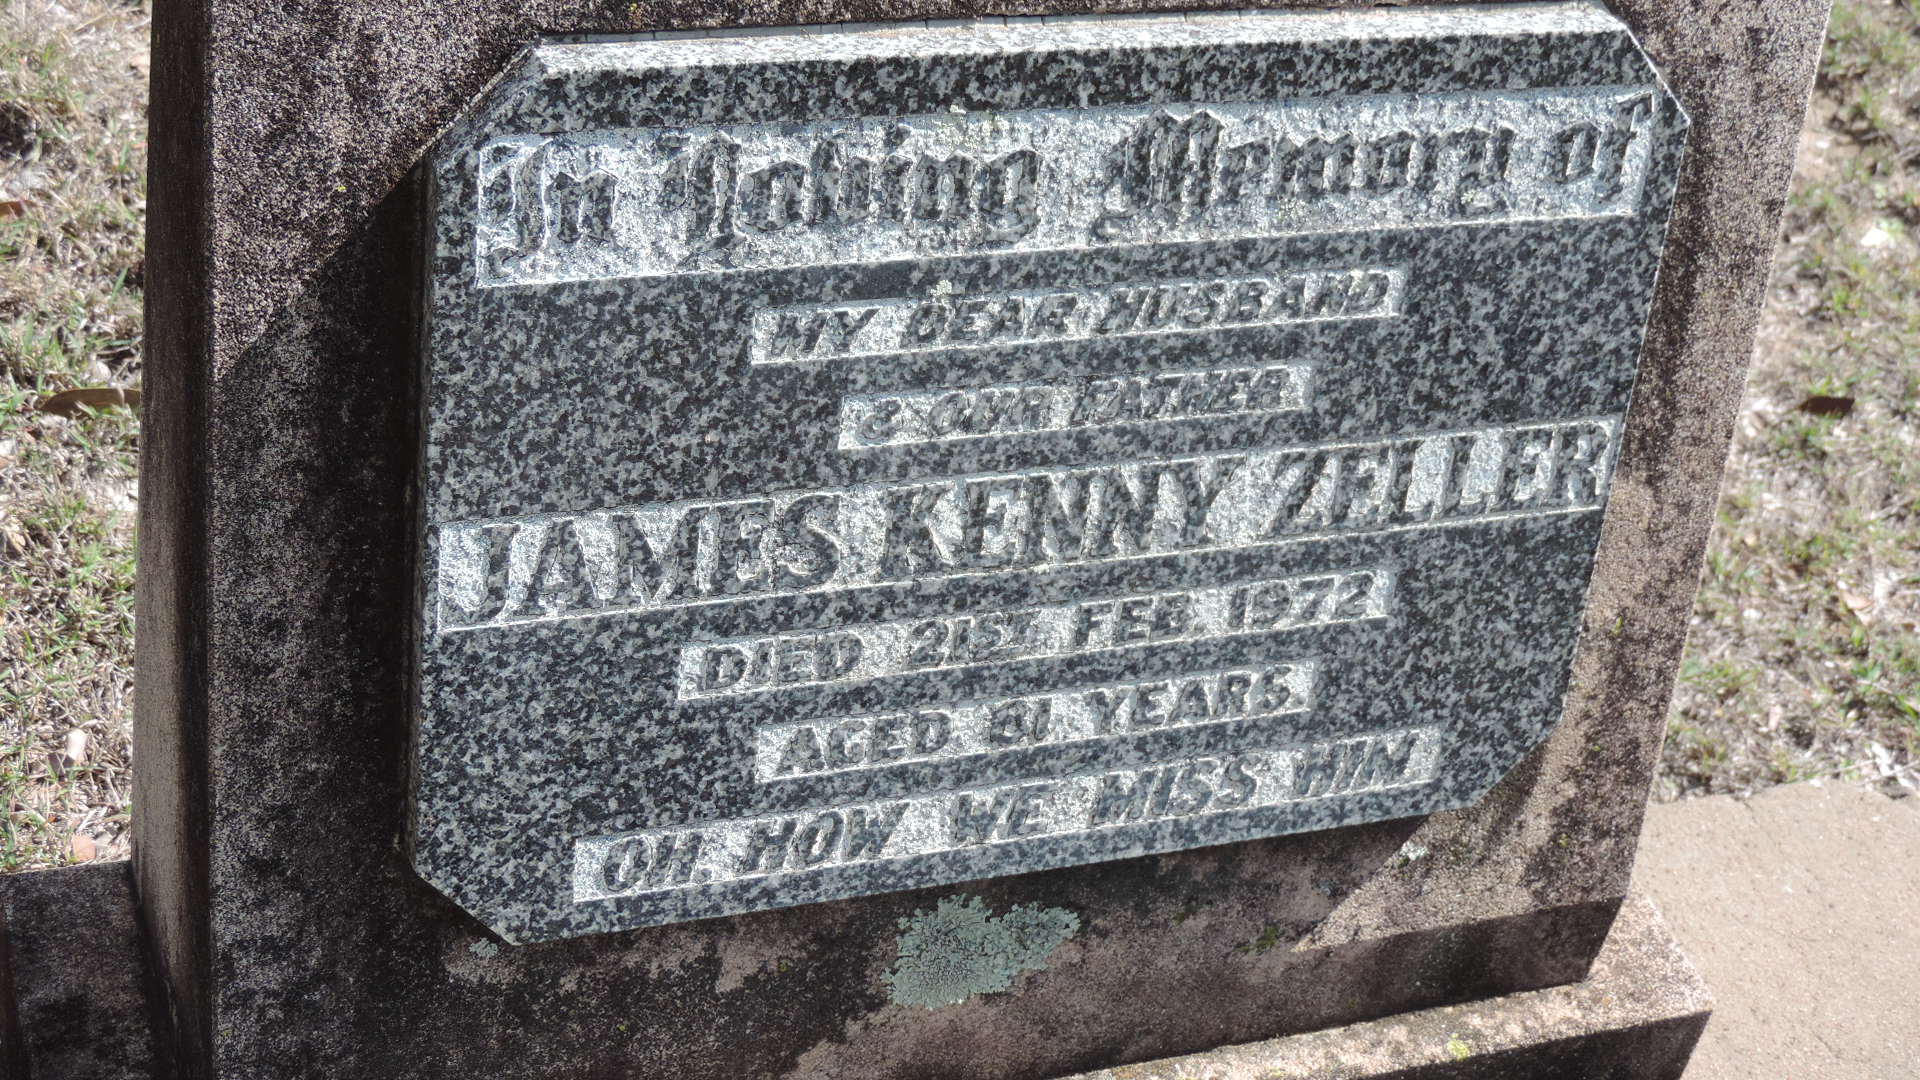 In Loving Memory of
MY DEAR HUSBAND
& OUR FATHER
JAMES KENNY ZELLER
DIED 21ST FEB. 1972
AGED 81 YEARS
OH, HOW WE MISS HIM